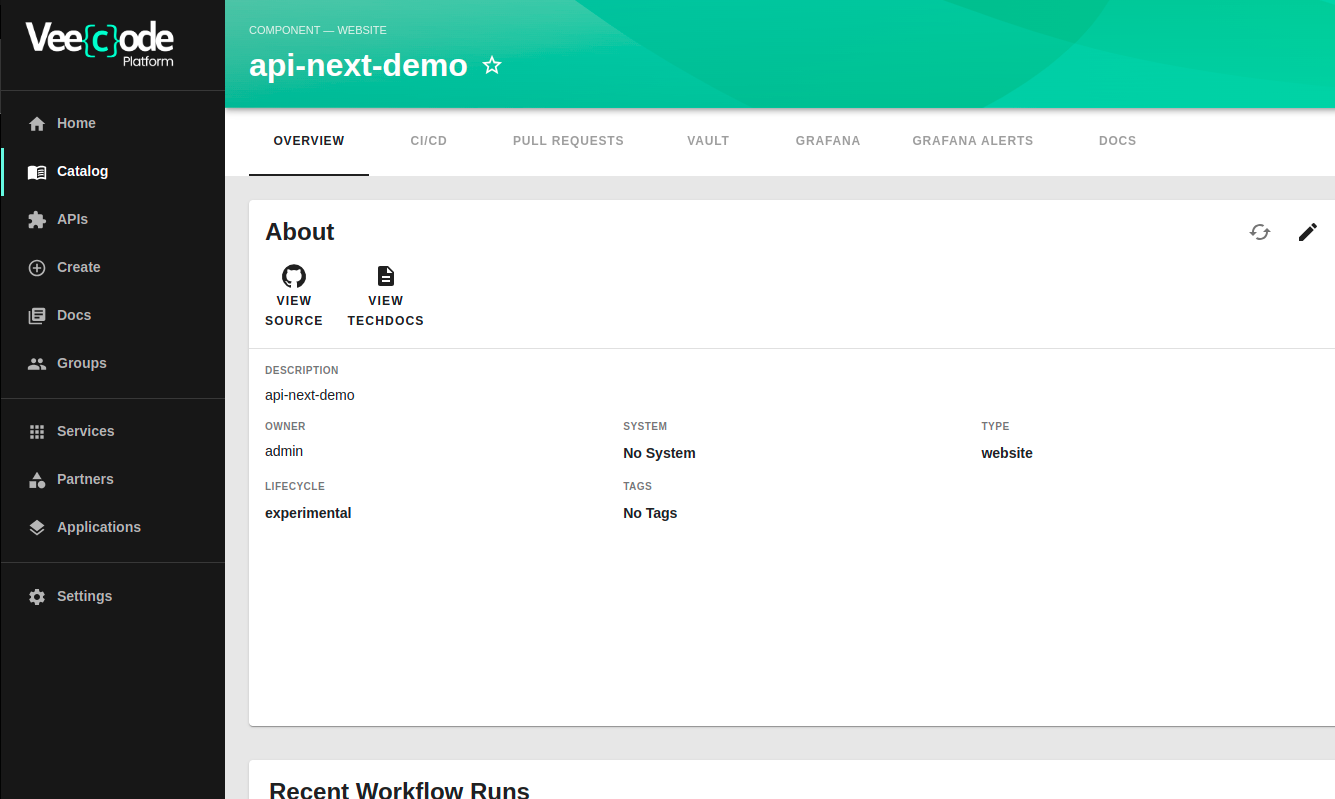 Vee{c}ode
Platform
Home
Catalog
APIs
Create
Docs
Groups
Services
Partners
Applications
Settings
COMPONENT — WEBSITE
api-next-demo
OVERVIEW CI/CD PULL REQUESTS VAULT GRAFANA GRAFANA ALERTS DOCS
About
VIEW
SOURCE
VIEW
TECHDOCS
DESCRIPTION
api-next-demo
OWNER
admin
SYSTEM
No System
TYPE
website
LIFECYCLE
experimental
TAGS
No Tags
Recent Workflow Runs